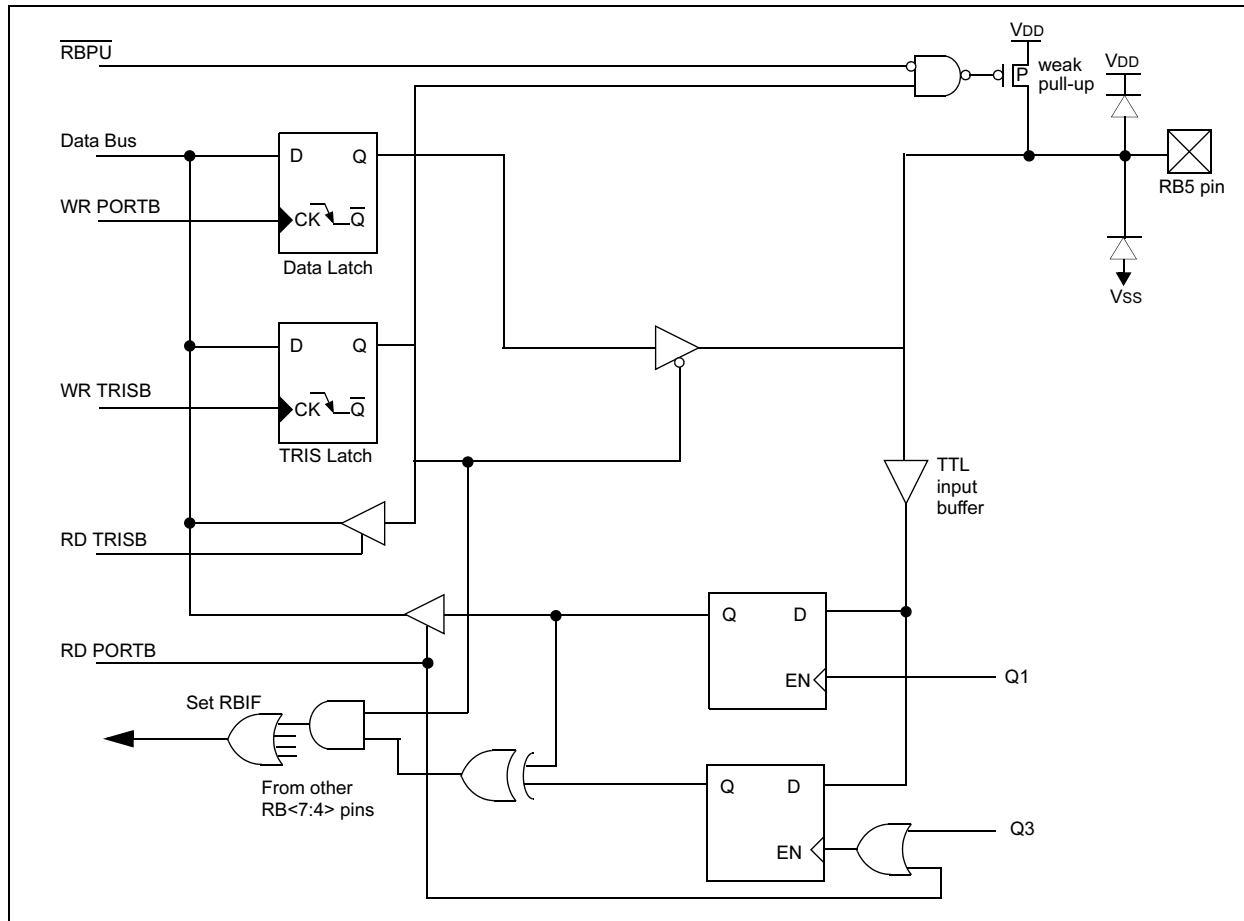 R̅B̅P̅U̅
VDD
weak
pull-up
P
VDD
Data Bus
D Q
RB5 pin
WR PORTB
CK Q̅
Data Latch
VSS
D Q
WR TRISB
CK Q̅
TRIS Latch
TTL
input
buffer
RD TRISB
Q D
RD PORTB
EN
Q1
Set RBIF
From other
RB<7:4> pins
Q D
Q3
EN